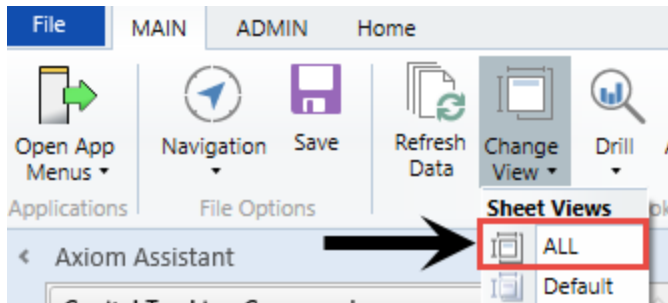 File MAIN ADMIN Home
Open App Menus
Navigation
Save
Refresh Data
Change View
Drill
Applications
File Options
Sheet Views
ALL
Default
Axiom Assistant